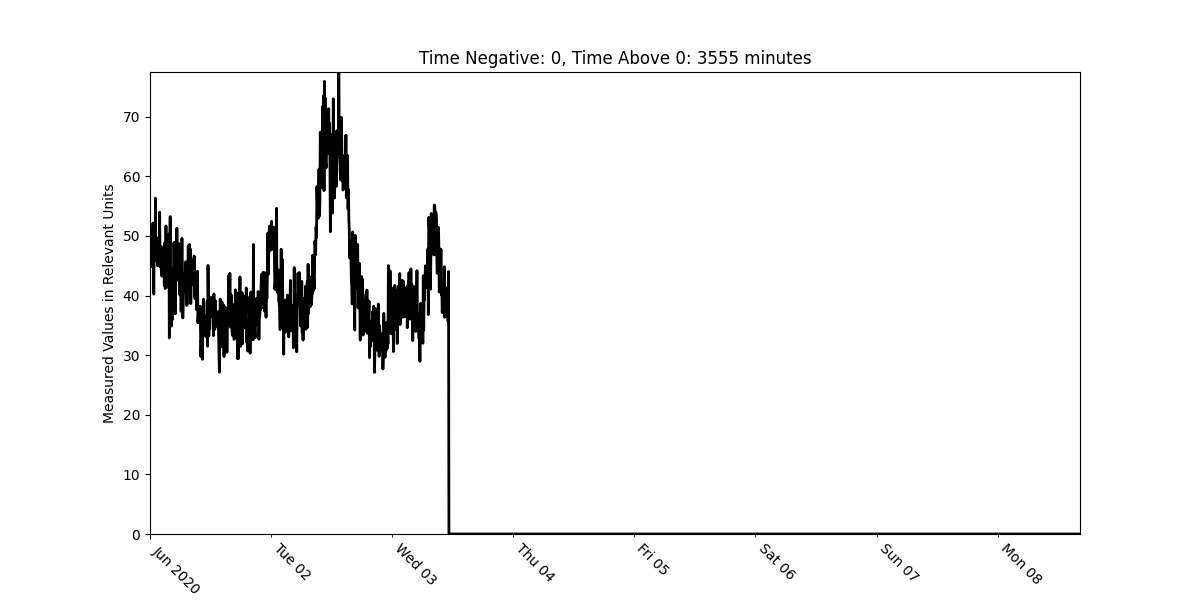 Time Negative: 0, Time Above 0: 3555 minutes
Measured Values in Relevant Units
70
60
50
40
30
20
10
0
Jun 2020
Tue 02
Wed 03
Thu 04
Fri 05
Sat 06
Sun 07
Mon 08